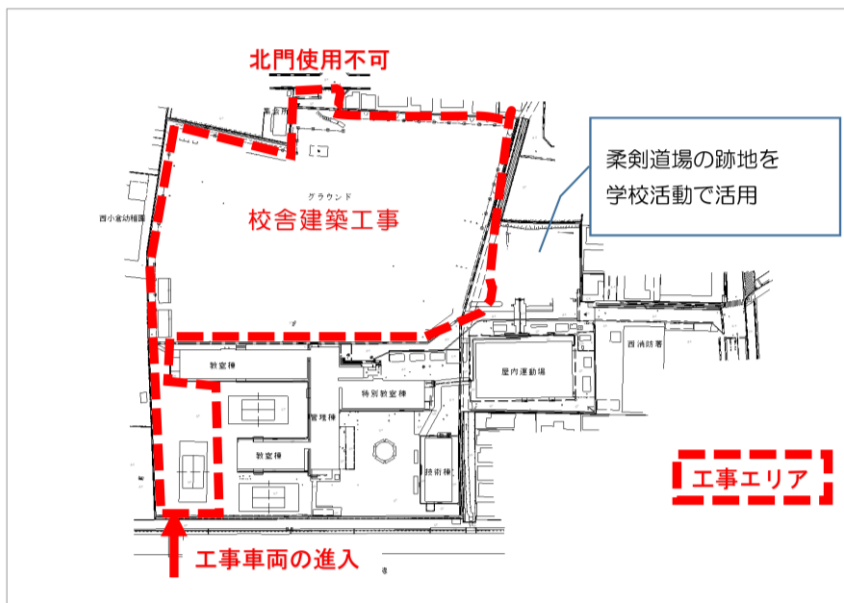 北門使用不可
柔剣道場の跡地を
学校活動で活用
グラウンド
西小倉幼稚園
校舎建築工事
教室棟
屋内運動場
西消防署
特別教室棟
管理棟
教室棟
技術棟
工事エリア
工事車両の進入